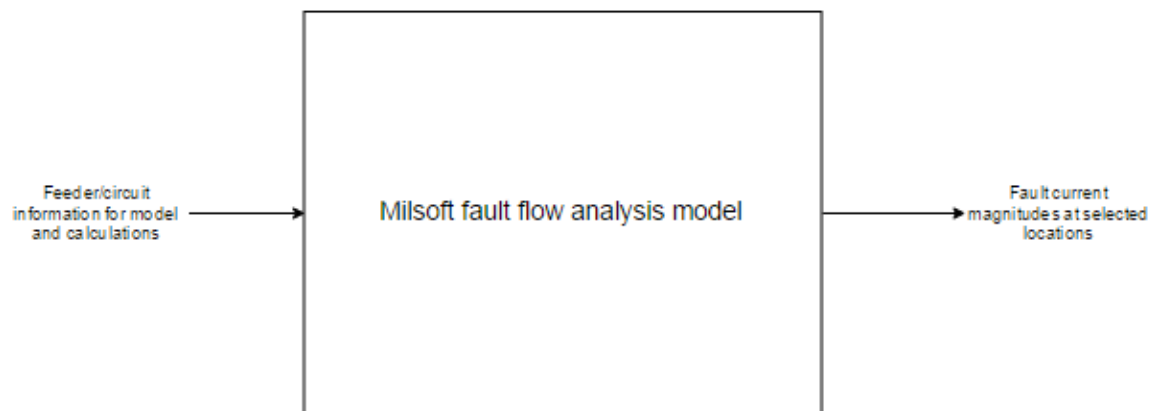 Feeder/circuit
information for model
and calculations
Milsoft fault flow analysis model
Fault current
magnitudes at selected
locations